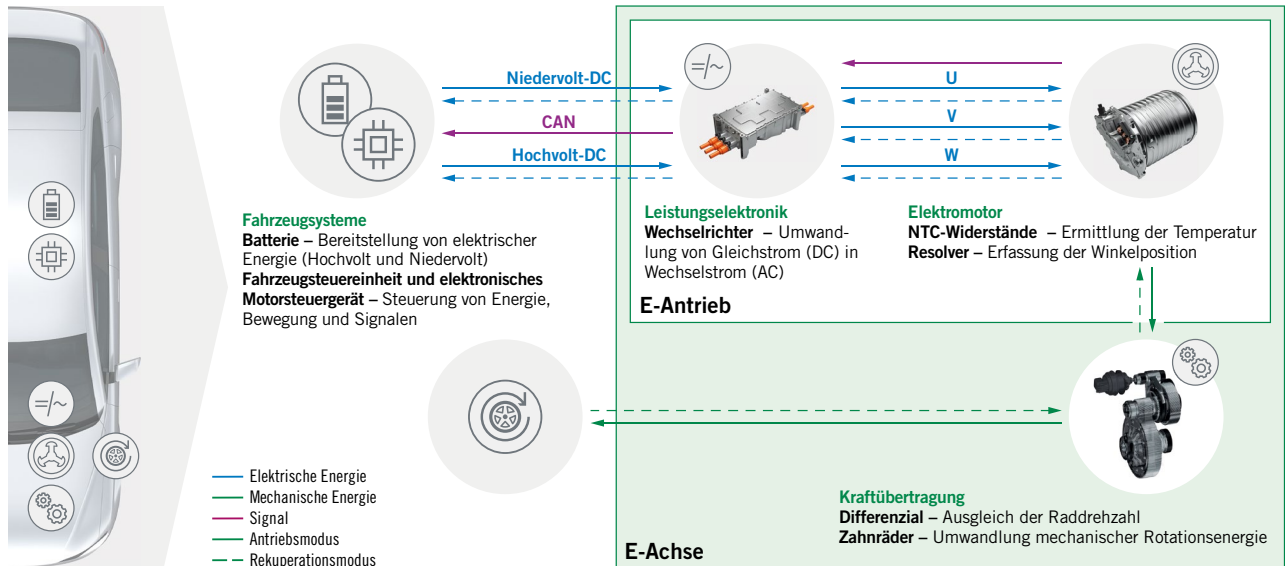 Niedervolt-DC
CAN
Hochvolt-DC
=/~
U
V
W
Fahrzeugsysteme
Batterie – Bereitstellung von elektrischer
Energie (Hochvolt und Niedervolt)
Fahrzeugsteuereinheit und elektronisches
Motorsteuergerät – Steuerung von Energie,
Bewegung und Signalen
Leistungselektronik
Wechselrichter – Umwand-
lung von Gleichstrom (DC) in
Wechselstrom (AC)
Elektromotor
NTC-Widerstände – Ermittlung der Temperatur
Resolver – Erfassung der Winkelposition
E-Antrieb
=/~
Elektrische Energie
Mechanische Energie
Signal
Antriebsmodus
Rekuperationsmodus
Kraftübertragung
Differenzial – Ausgleich der Raddrehzahl
Zahnräder – Umwandlung mechanischer Rotationsenergie
E-Achse